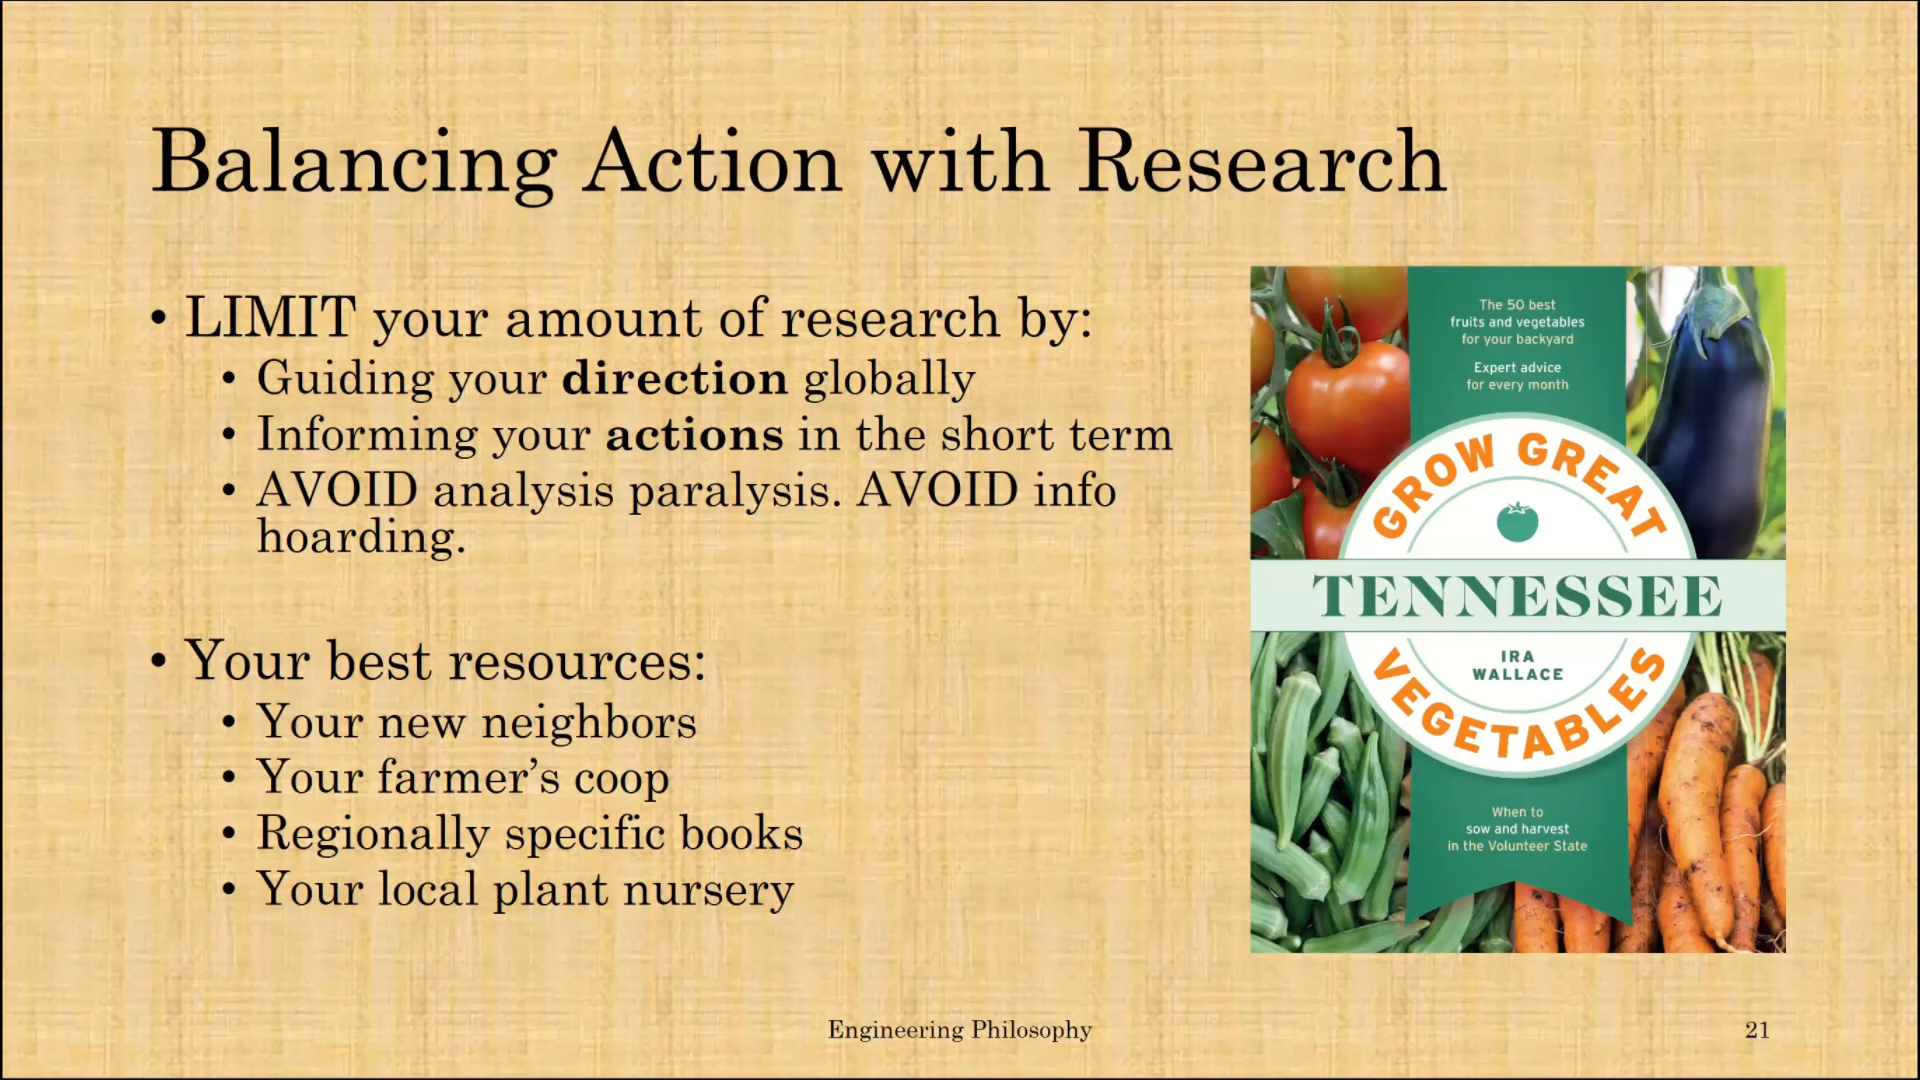 Balancing Action with Research
• LIMIT your amount of research by:
• Guiding your direction globally
• Informing your actions in the short term
• AVOID analysis paralysis. AVOID info
hoarding.
• Your best resources:
• Your new neighbors
• Your farmer’s coop
• Regionally specific books
• Your local plant nursery
The 50 best
fruits and vegetables
for your backyard
Expert advice
for every month
GROW GREAT
TENNESSEE
IRA
WALLACE
VEGETABLES
When to
sow and harvest
in the Volunteer State
Engineering Philosophy
21